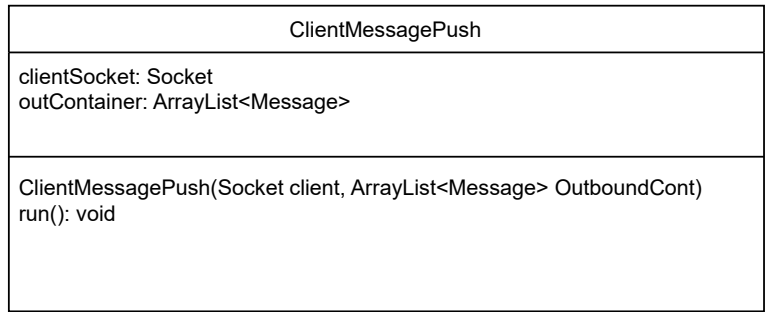 ClientMessagePush
clientSocket: Socket
outContainer: ArrayList<Message>
ClientMessagePush(Socket client, ArrayList<Message> OutboundCont)
run(): void